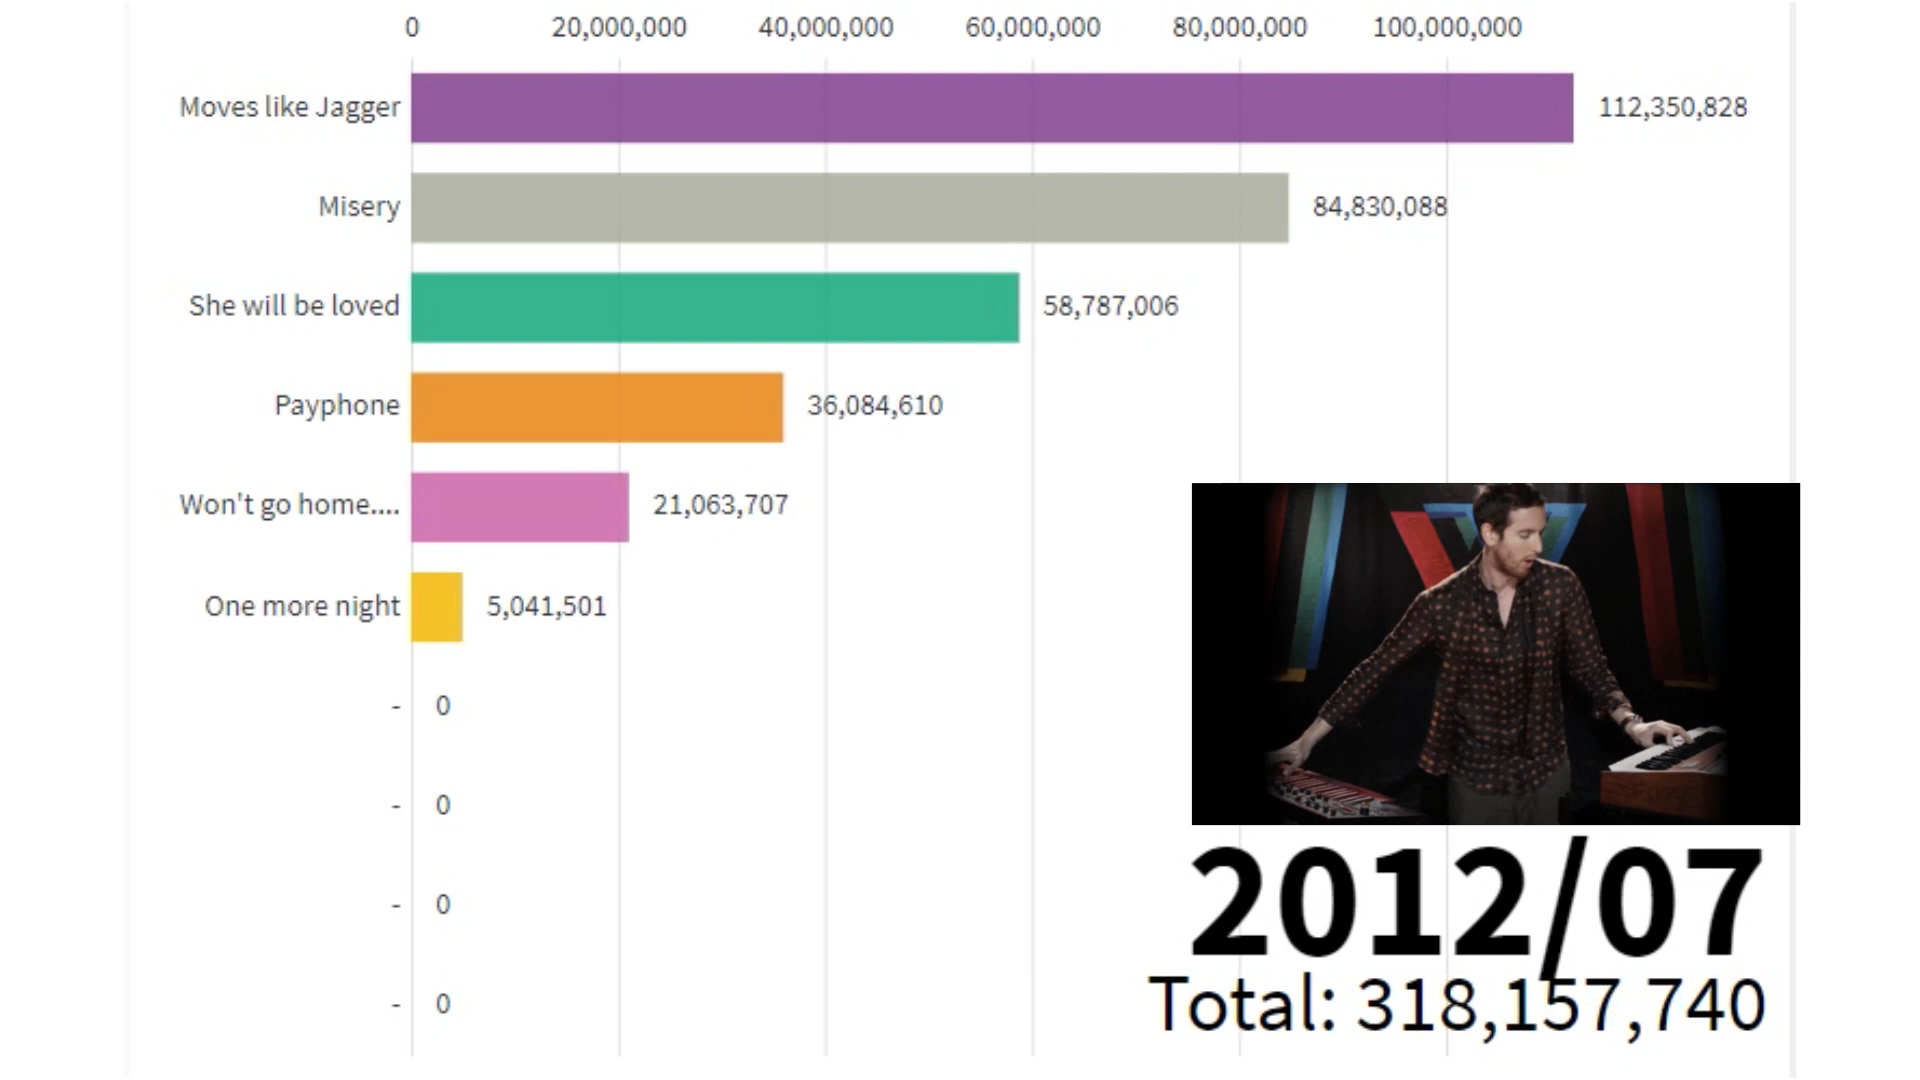 0 20,000,000 40,000,000 60,000,000 80,000,000 100,000,000
Moves like Jagger 112,350,828
Misery 84,830,088
She will be loved 58,787,006
Payphone 36,084,610
Won't go home.... 21,063,707
One more night 5,041,501
- 0
- 0
- 0
- 0
2012/07
Total: 318,157,740